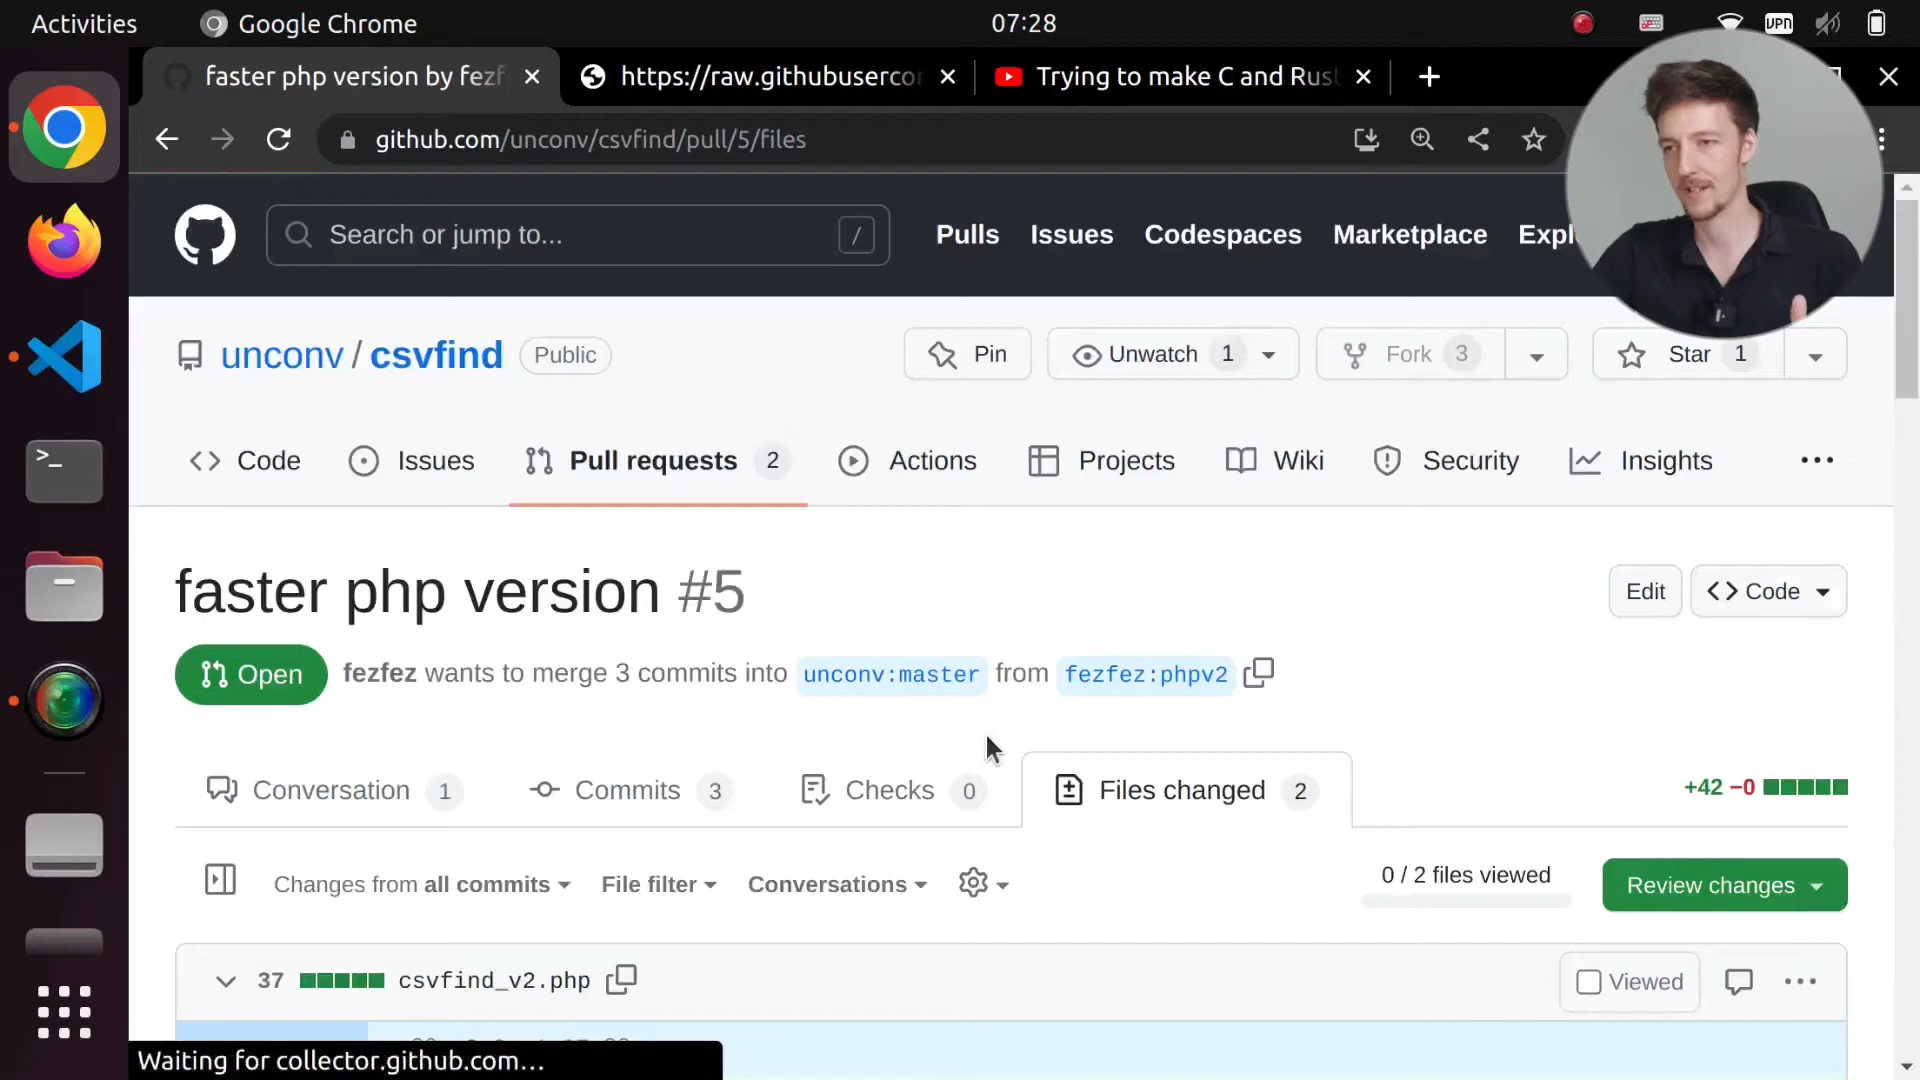 Activities
Google Chrome
07:28
VPN
faster php version by fezf
https://raw.githubusercor
Trying to make C and Rust
github.com/unconv/csvfind/pull/5/files
Search or jump to...
/
Pulls
Issues
Codespaces
Marketplace
Expl
unconv / csvfind
Public
Pin
Unwatch 1
Fork 3
Star 1
Code
Issues
Pull requests 2
Actions
Projects
Wiki
Security
Insights
faster php version #5
Edit
Code
Open
fezfez wants to merge 3 commits into unconv:master from fezfez:phpv2
Conversation 1
Commits 3
Checks 0
Files changed 2
+42 −0
Changes from all commits
File filter
Conversations
0 / 2 files viewed
Review changes
37
csvfind_v2.php
Viewed
Waiting for collector.github.com...